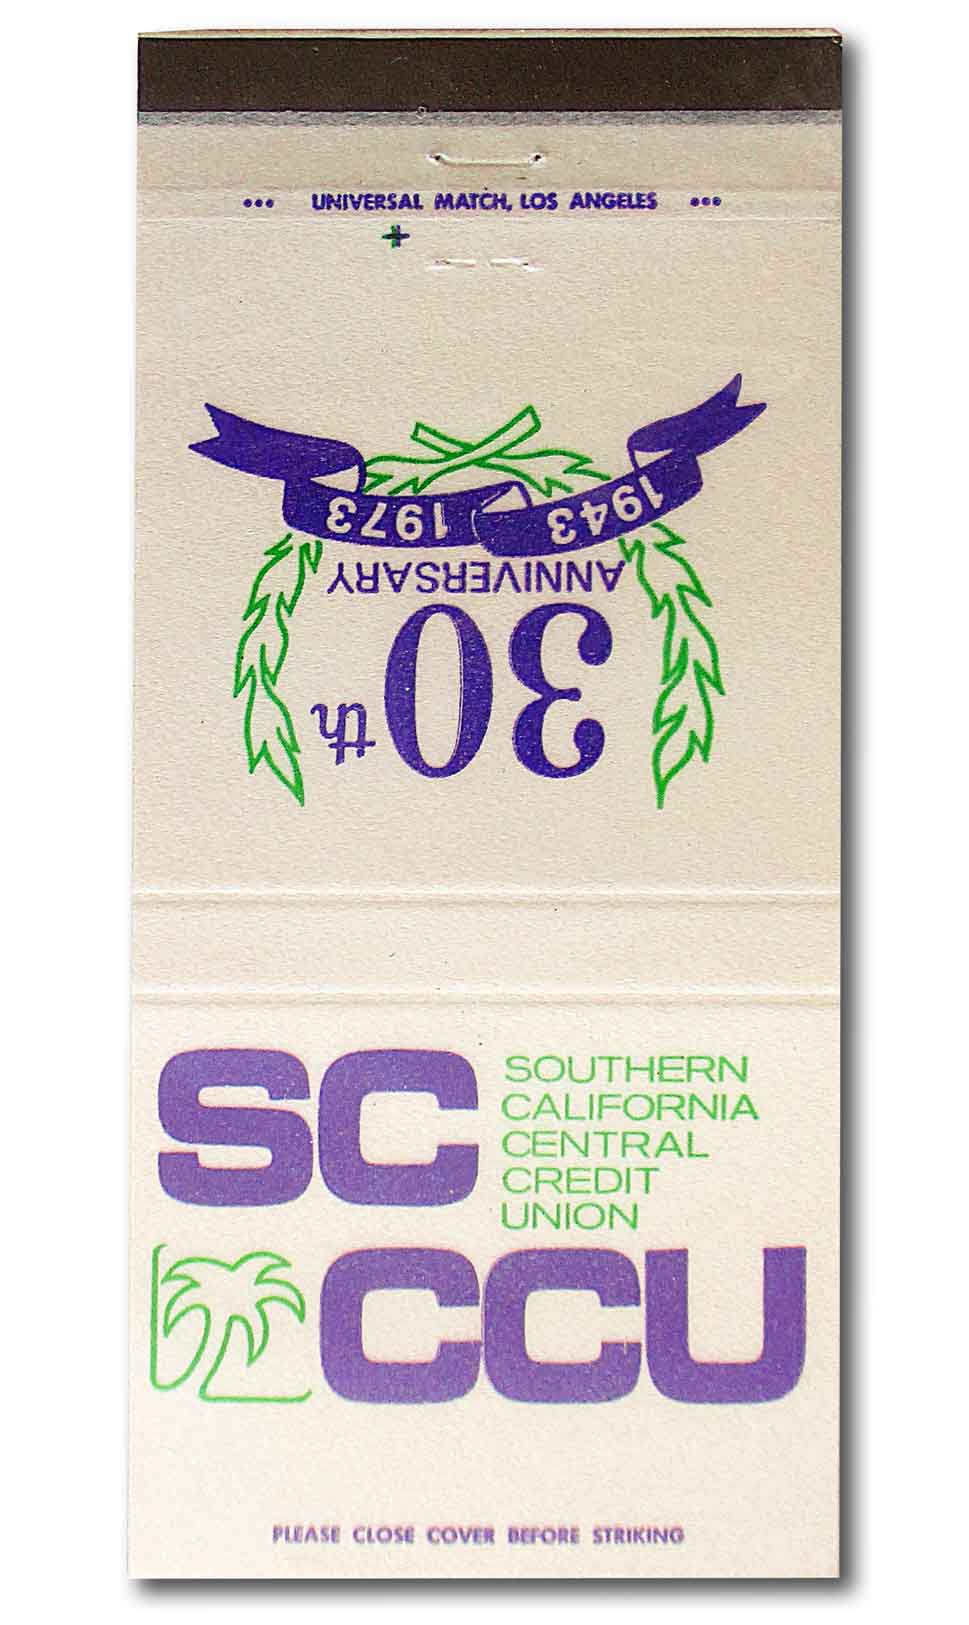 ••• UNIVERSAL MATCH, LOS ANGELES •••
30th
ANNIVERSARY
1943 1973
SC
SOUTHERN
CALIFORNIA
CENTRAL
CREDIT
UNION
CCU
PLEASE CLOSE COVER BEFORE STRIKING